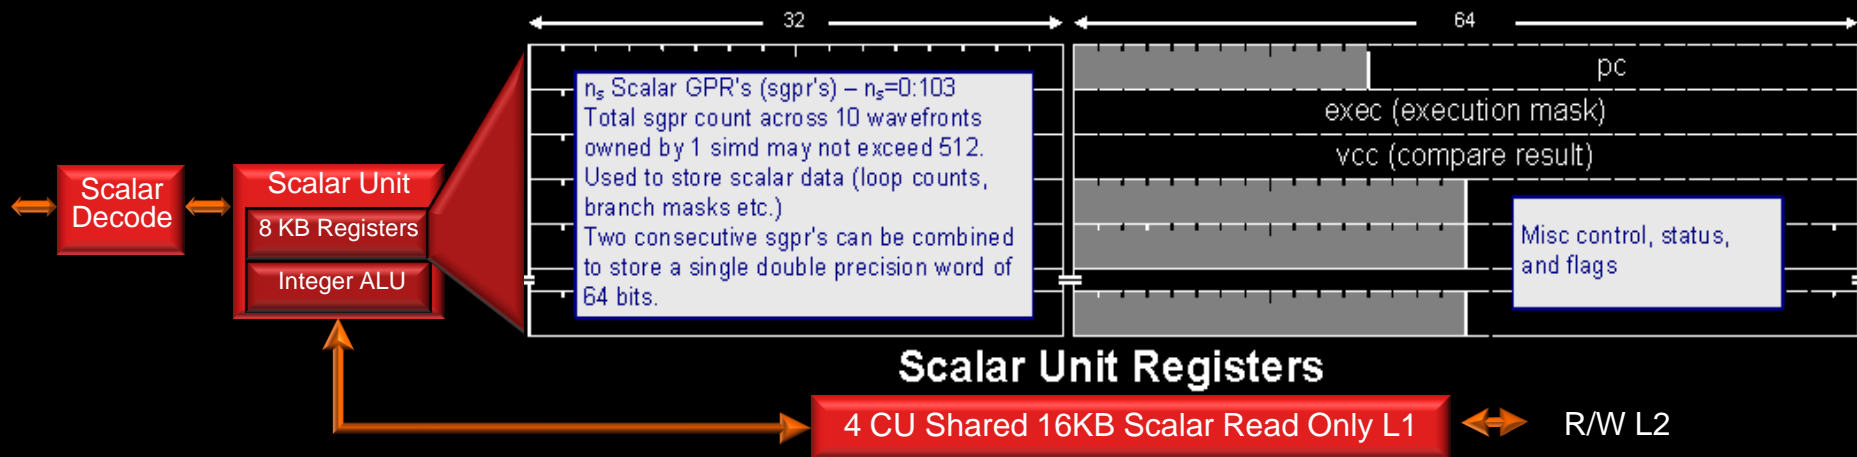 32
64
Scalar
Decode
Scalar Unit
8 KB Registers
Integer ALU
nₛ Scalar GPR's (sgpr's) – nₛ=0:103
Total sgpr count across 10 wavefronts
owned by 1 simd may not exceed 512.
Used to store scalar data (loop counts,
branch masks etc.)
Two consecutive sgpr's can be combined
to store a single double precision word of
64 bits.
pc
exec (execution mask)
vcc (compare result)
Misc control, status,
and flags
Scalar Unit Registers
4 CU Shared 16KB Scalar Read Only L1
R/W L2